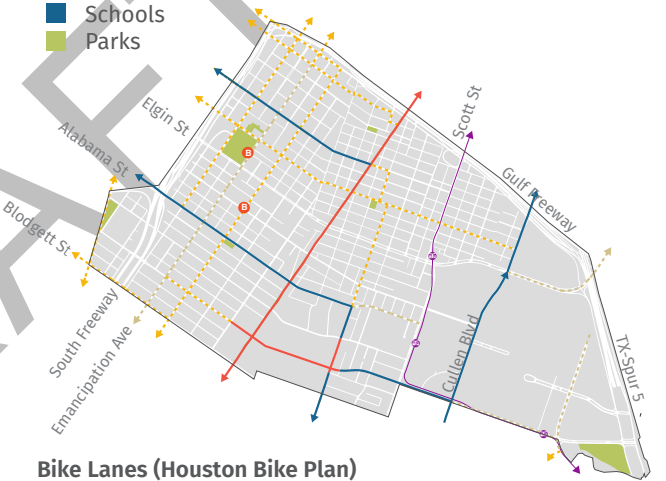 Schools
Parks
Elgin St
Scott St
Alabama St
Gulf Freeway
Blodgett St
B
B
South Freeway
Emancipation Ave
Cullen Blvd
TX-Spur 5
Bike Lanes (Houston Bike Plan)